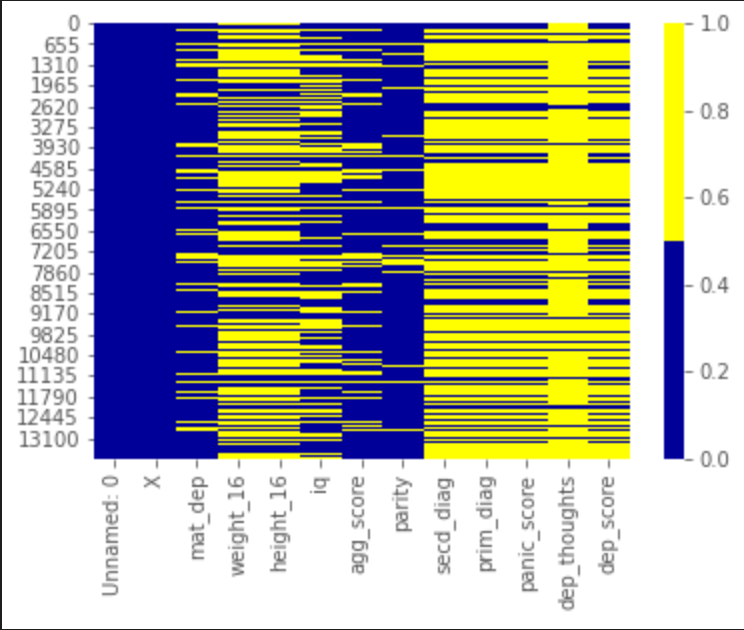 0
655
1310
1965
2620
3275
3930
4585
5240
5895
6550
7205
7860
8515
9170
9825
10480
11135
11790
12445
13100
Unnamed: 0
X
mat_dep
weight_16
height_16
iq
agg_score
parity
secd_diag
prim_diag
panic_score
dep_thoughts
dep_score
1.0
0.8
0.6
0.4
0.2
0.0